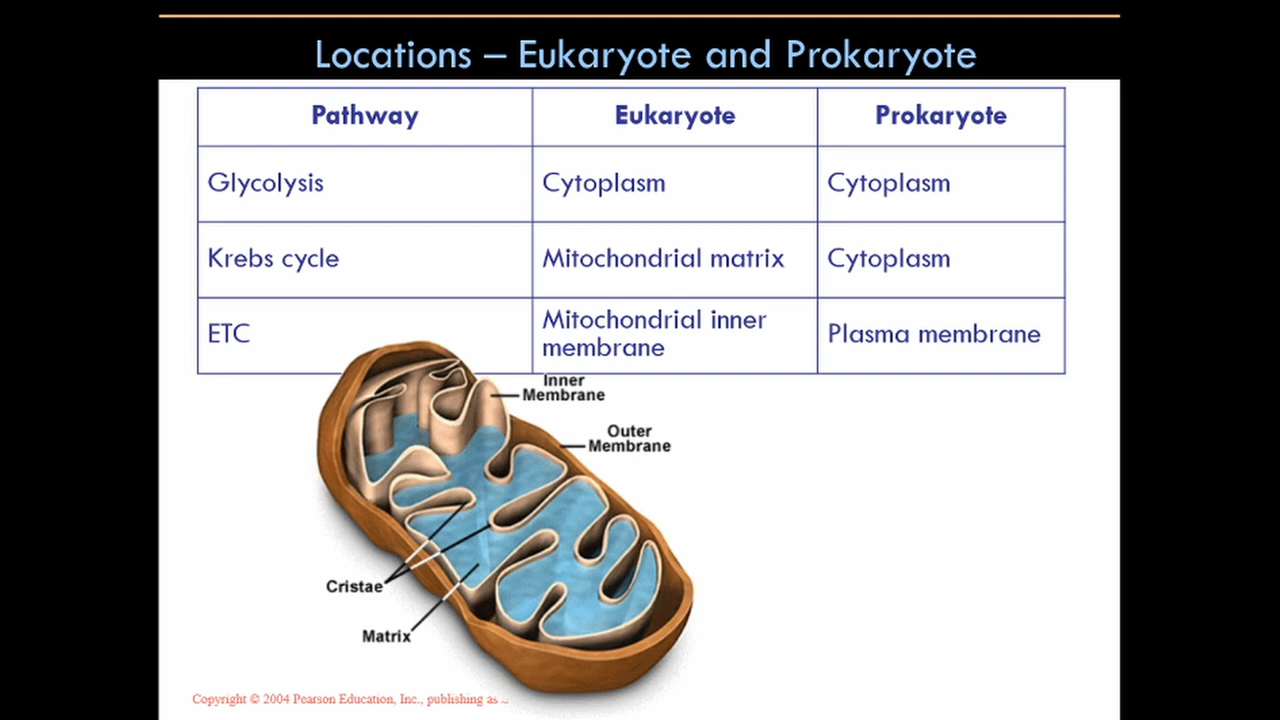 Locations – Eukaryote and Prokaryote
Pathway Eukaryote Prokaryote
Glycolysis Cytoplasm Cytoplasm
Krebs cycle Mitochondrial matrix Cytoplasm
ETC Mitochondrial inner membrane Plasma membrane
Inner
Membrane
Outer
Membrane
Cristae
Matrix
Copyright © 2004 Pearson Education, Inc., publishing as